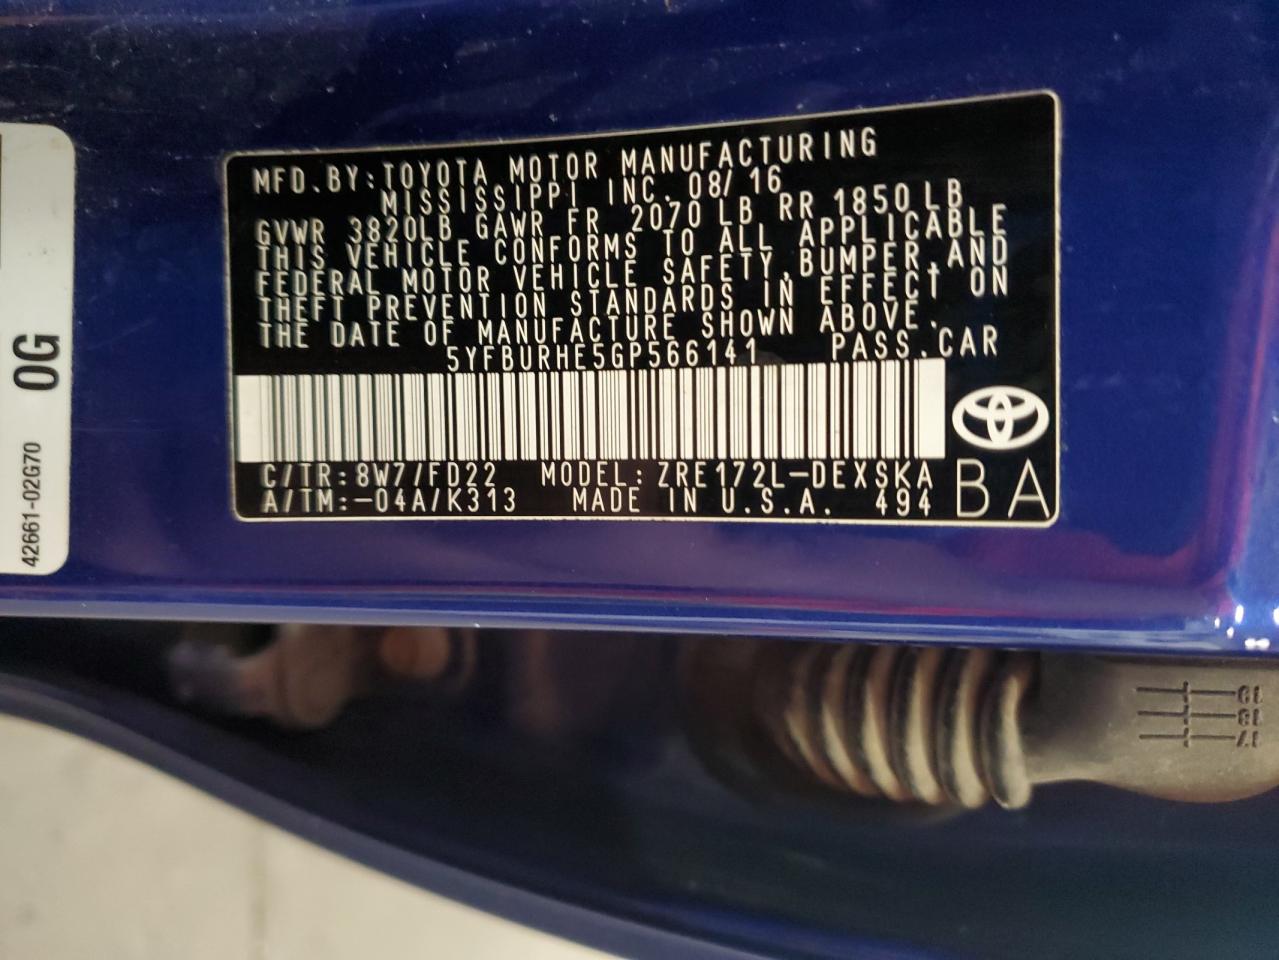 MFD.BY:TOYOTA MOTOR MANUFACTURING
MISSISSIPPI INC. 08/16
GVWR 3820LB GAWR FR 2070 LB RR 1850 LB
THIS VEHICLE CONFORMS TO ALL APPLICABLE
FEDERAL MOTOR VEHICLE SAFETY,BUMPER,AND
THEFT PREVENTION STANDARDS IN EFFECT ON
THE DATE OF MANUFACTURE SHOWN ABOVE.
5YFBURHE5GP566141 PASS.CAR
C/TR:8W7/FD22 MODEL:ZRE172L-DEXSKA
A/TM:-04A/K313 MADE IN U.S.A. 494
BA
0G
42661-02G70
19
18
17